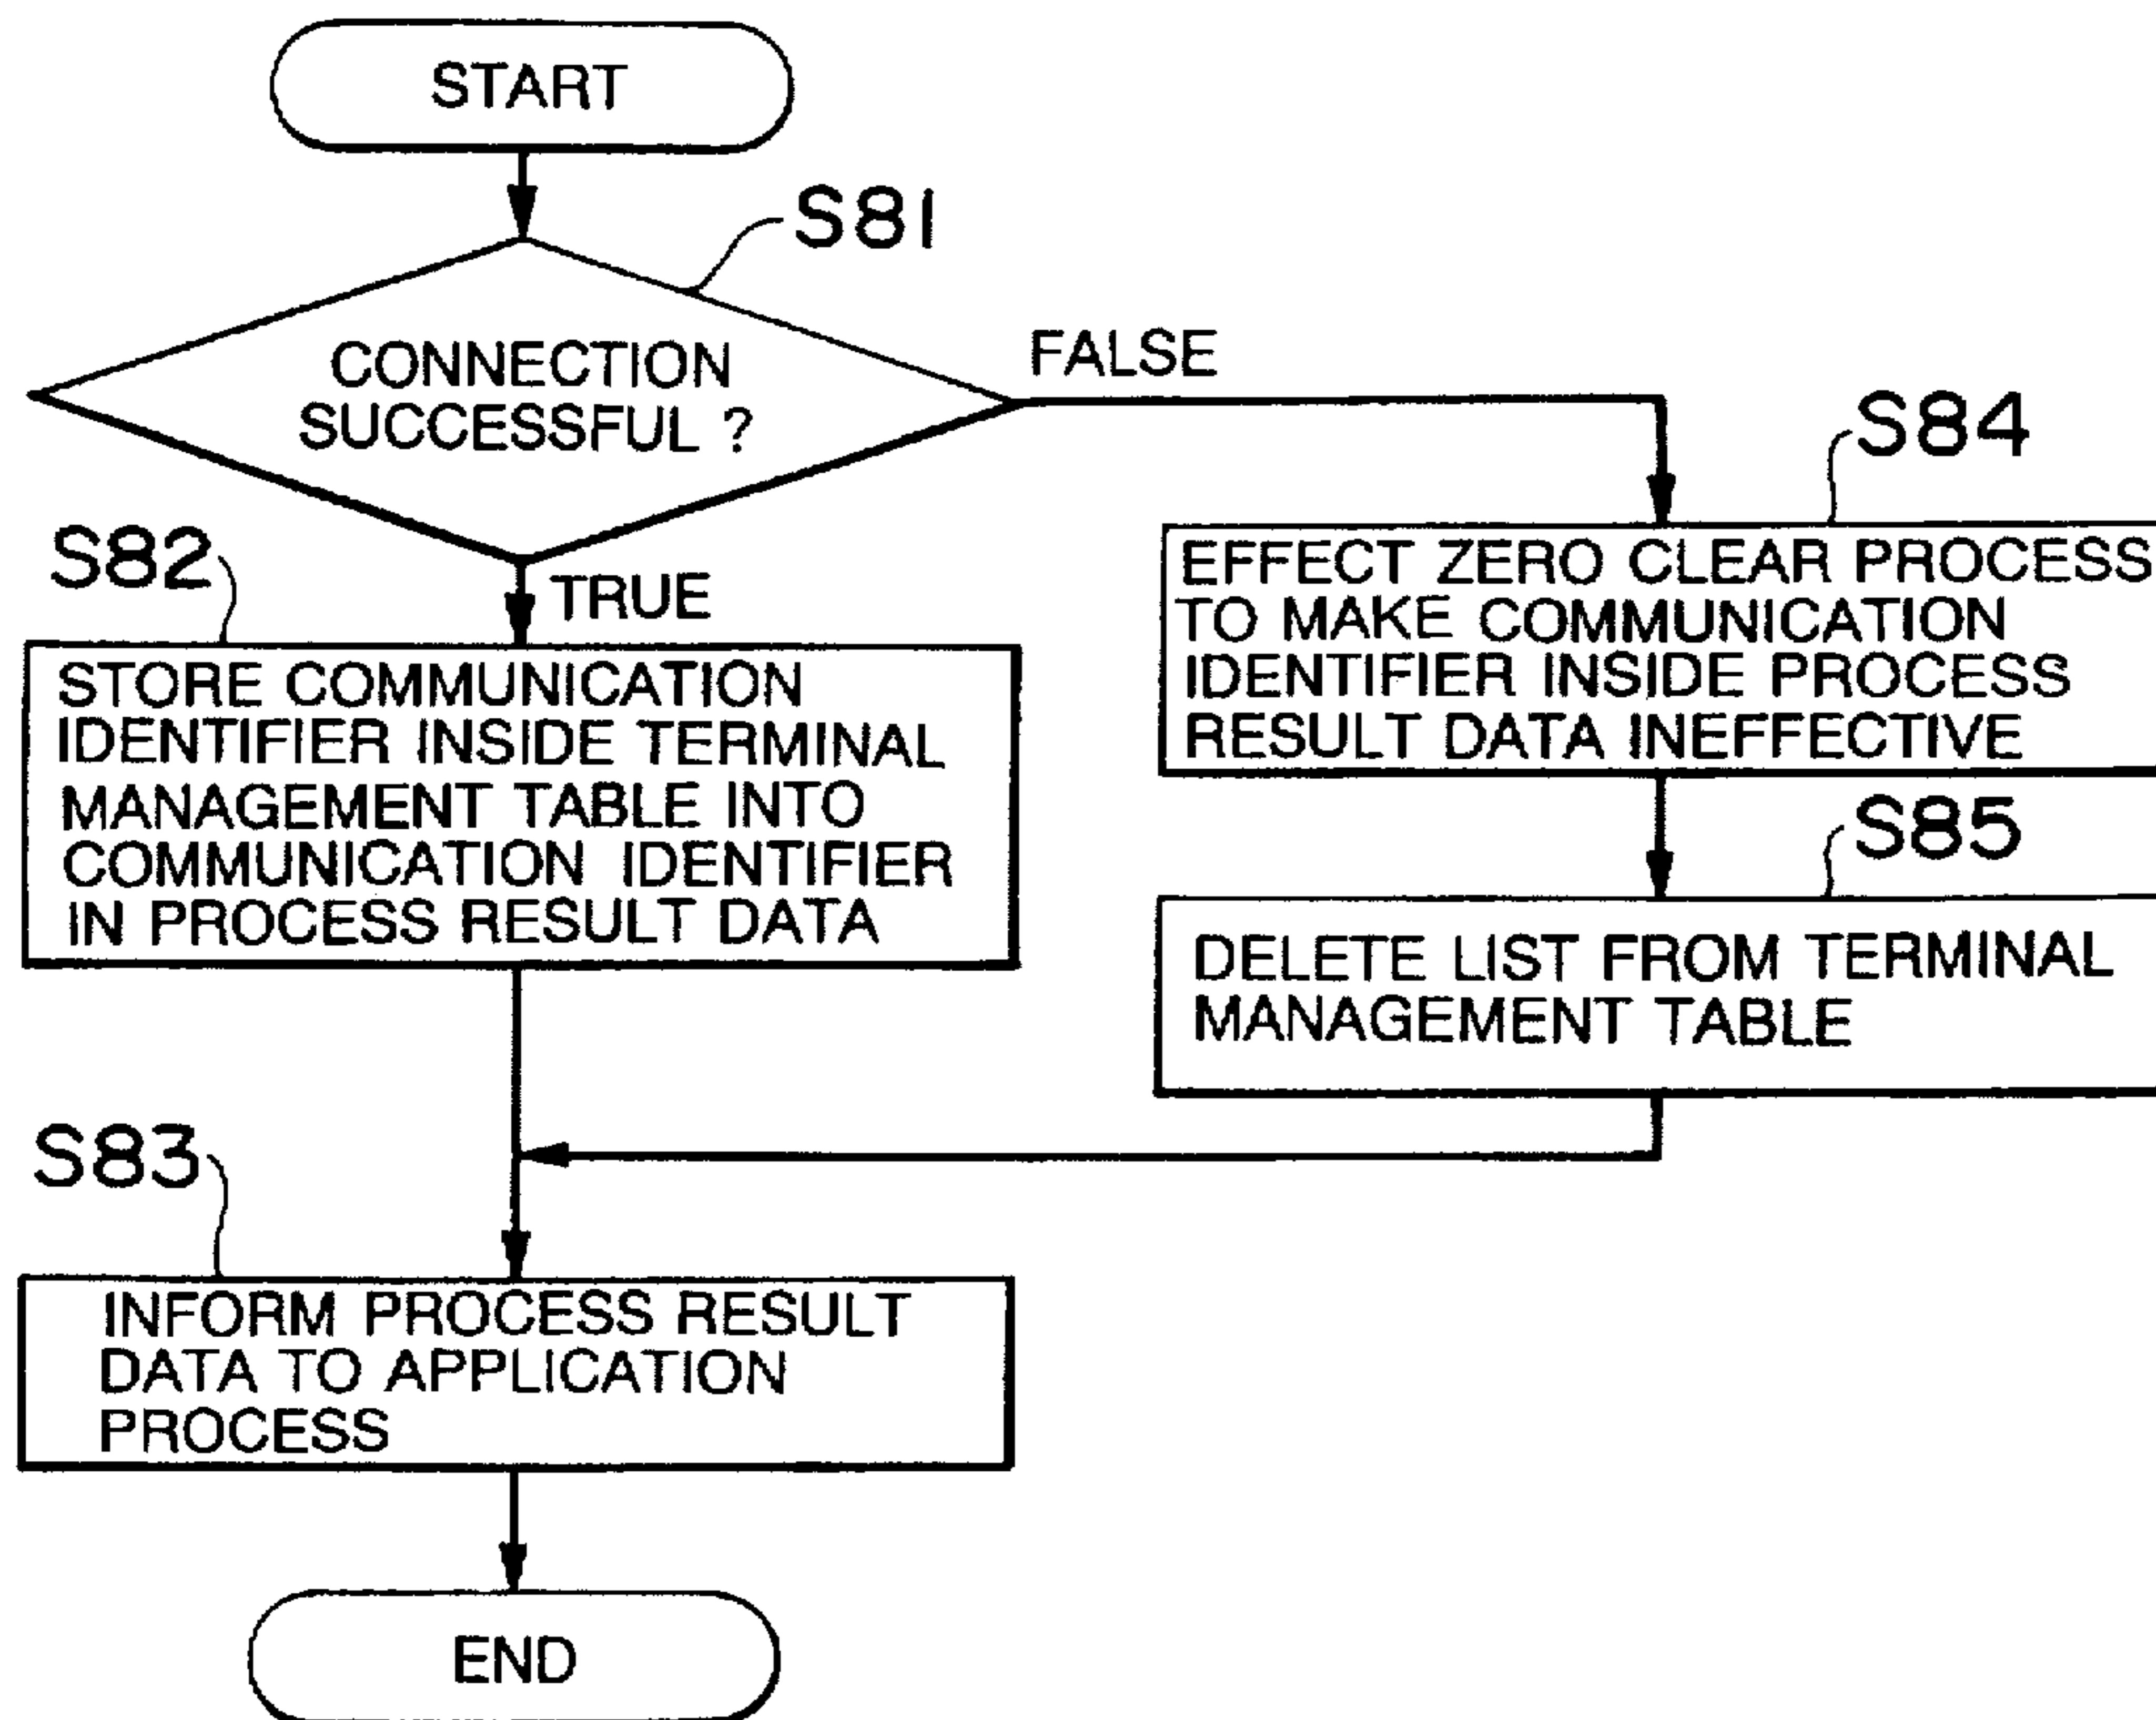 START
S81
CONNECTION
SUCCESSFUL ?
FALSE
TRUE
S82
STORE COMMUNICATION
IDENTIFIER INSIDE TERMINAL
MANAGEMENT TABLE INTO
COMMUNICATION IDENTIFIER
IN PROCESS RESULT DATA
S84
EFFECT ZERO CLEAR PROCESS
TO MAKE COMMUNICATION
IDENTIFIER INSIDE PROCESS
RESULT DATA INEFFECTIVE
S85
DELETE LIST FROM TERMINAL
MANAGEMENT TABLE
S83
INFORM PROCESS RESULT
DATA TO APPLICATION
PROCESS
END